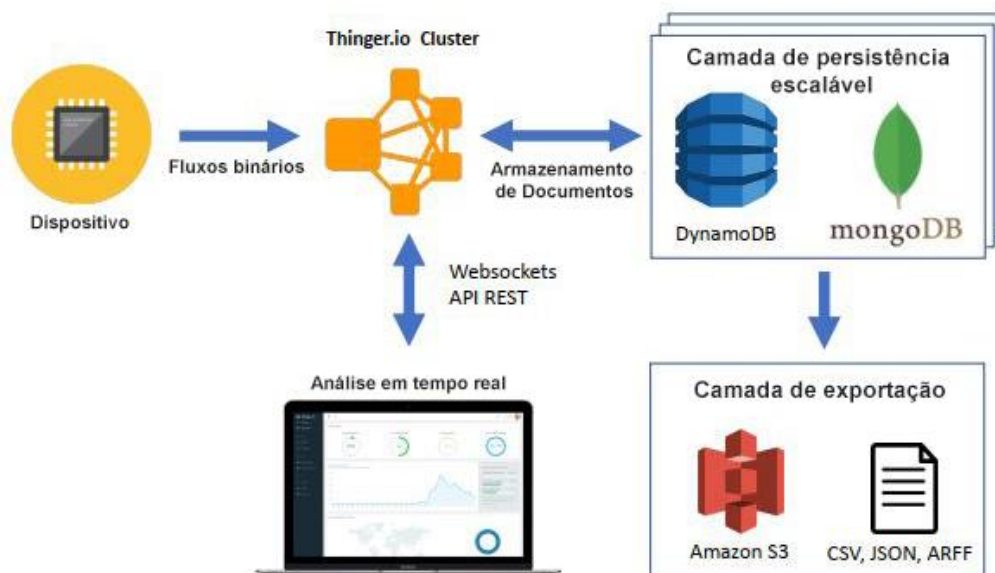 Thinger.io Cluster
Camada de persistência
escalável
Fluxos binários
Armazenamento
de Documentos
Dispositivo
DynamoDB
mongoDB
Websockets
API REST
Análise em tempo real
Camada de exportação
Amazon S3
CSV, JSON, ARFF